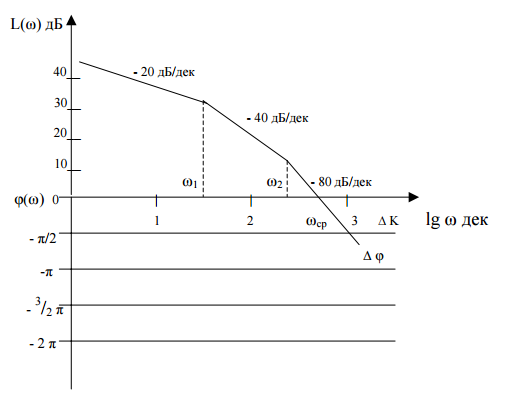 L(ω) дБ
40
- 20 дБ/дек
30
- 40 дБ/дек
20
10
ω1 ω2 - 80 дБ/дек
φ(ω) 0
1 2 ωср 3 Δ K lg ω дек
- π/2
Δ φ
-π
- 3/2 π
- 2 π